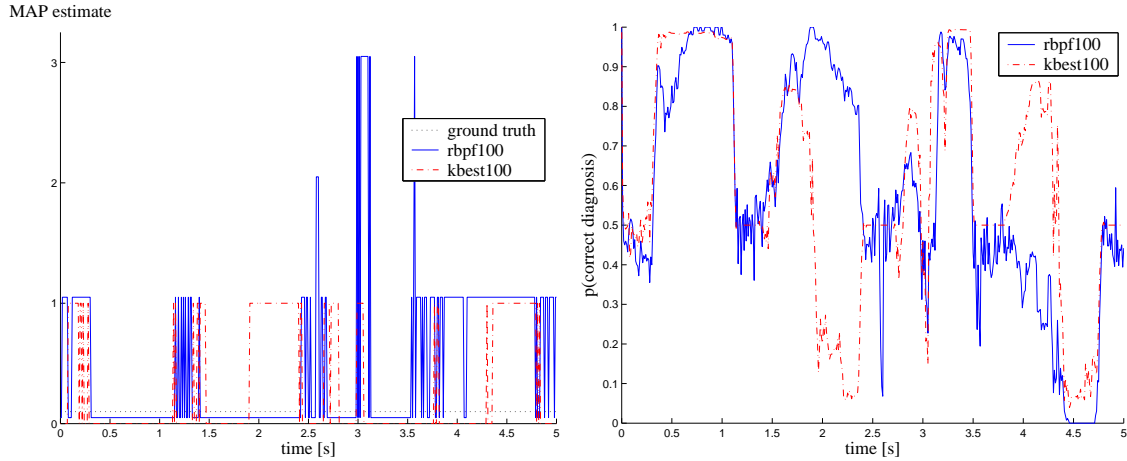 MAP estimate
3
2
1
0
ground truth
rbpf100
kbest100
0 0.5 1 1.5 2 2.5 3 3.5 4 4.5 5
time [s]
1
0.9
0.8
0.7
0.6
0.5
0.4
0.3
0.2
0.1
0
p(correct diagnosis)
rbpf100
kbest100
0 0.5 1 1.5 2 2.5 3 3.5 4 4.5 5
time [s]